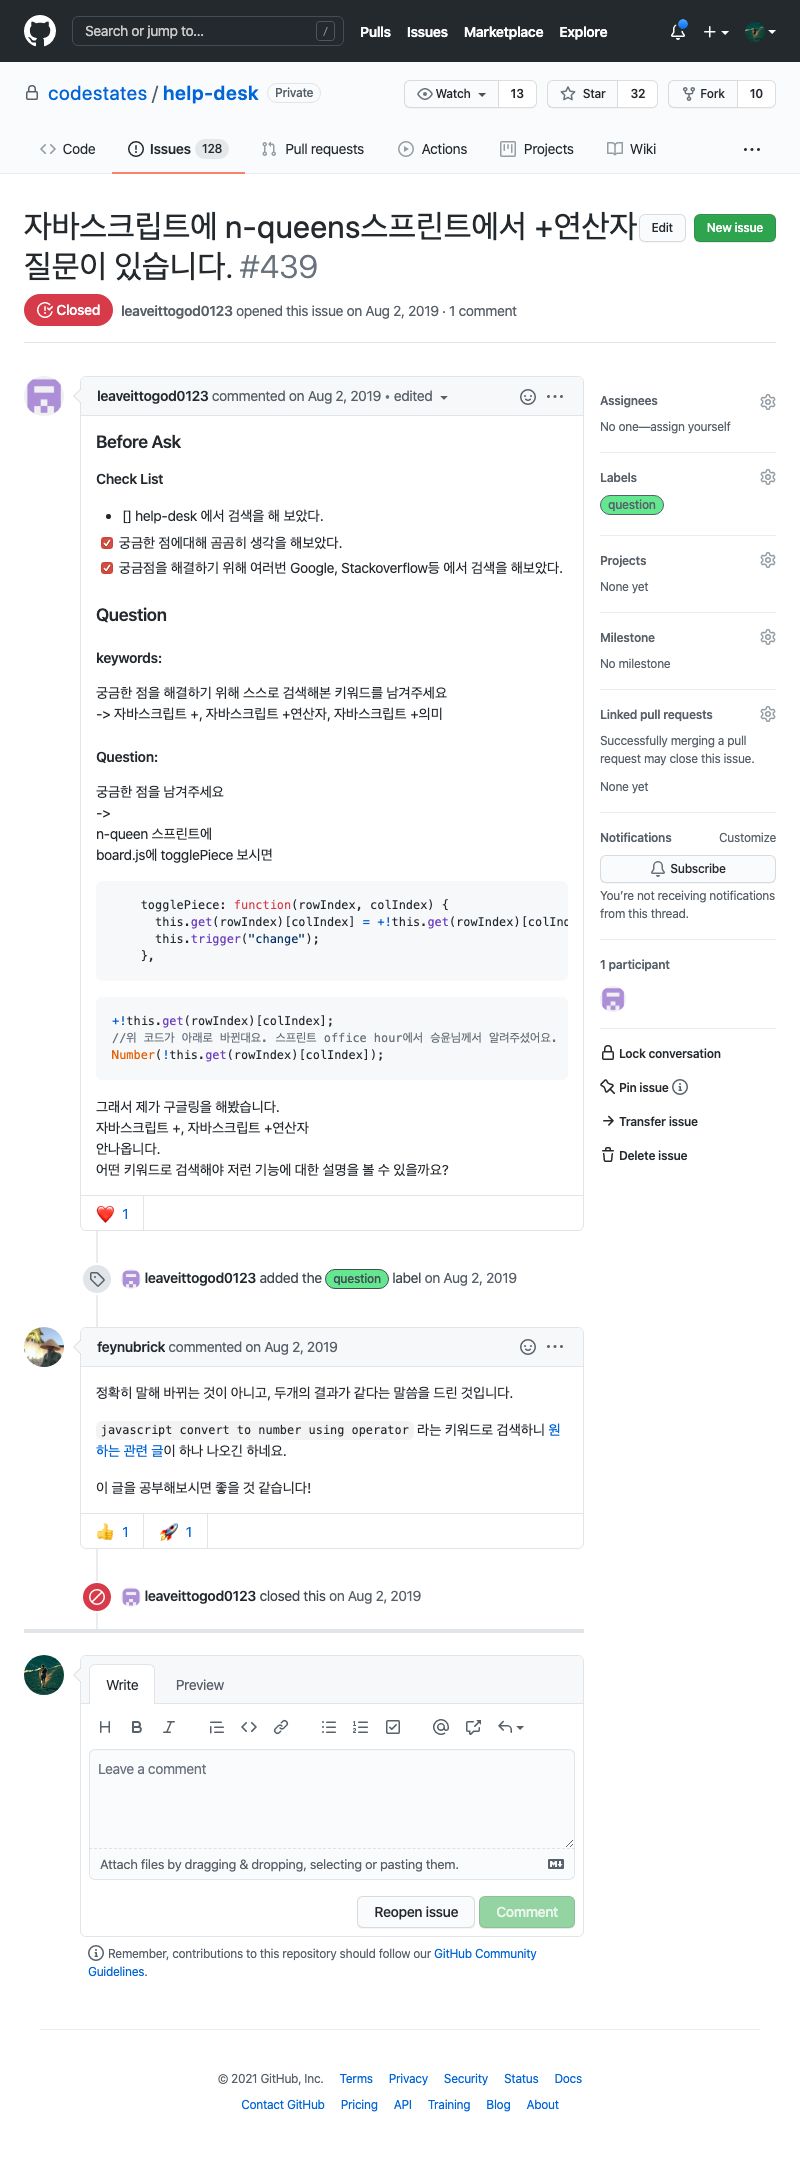 Search or jump to... /
Pulls Issues Marketplace Explore
codestates / help-desk Private
Watch 13 Star 32 Fork 10
Code Issues 128 Pull requests Actions Projects Wiki ...
자바스크립트에 n-queens스프린트에서 +연산자
질문이 있습니다. #439
Edit New issue
Closed leaveittogod0123 opened this issue on Aug 2, 2019 · 1 comment
leaveittogod0123 commented on Aug 2, 2019 • edited
Before Ask
Check List
• [] help-desk 에서 검색을 해 보았다.
궁금한 점에대해 곰곰히 생각을 해보았다.
궁금점을 해결하기 위해 여러번 Google, Stackoverflow등 에서 검색을 해보았다.
Question
keywords:
궁금한 점을 해결하기 위해 스스로 검색해본 키워드를 남겨주세요
-> 자바스크립트 +, 자바스크립트 +연산자, 자바스크립트 +의미
Question:
궁금한 점을 남겨주세요
->
n-queen 스프린트에
board.js에 togglePiece 보시면
togglePiece: function(rowIndex, colIndex) {
this.get(rowIndex)[colIndex] = +!this.get(rowIndex)[colInd
this.trigger("change");
},
+!this.get(rowIndex)[colIndex];
//위 코드가 아래로 바뀐대요. 스프린트 office hour에서 승윤님께서 알려주셨어요.
Number(!this.get(rowIndex)[colIndex]);
그래서 제가 구글링을 해봤습니다.
자바스크립트 +, 자바스크립트 +연산자
안나옵니다.
어떤 키워드로 검색해야 저런 기능에 대한 설명을 볼 수 있을까요?
❤️ 1
leaveittogod0123 added the question label on Aug 2, 2019
feynubrick commented on Aug 2, 2019
정확히 말해 바뀌는 것이 아니고, 두개의 결과가 같다는 말씀을 드린 것입니다.
javascript convert to number using operator 라는 키워드로 검색하니 원
하는 관련 글이 하나 나오긴 하네요.
이 글을 공부해보시면 좋을 것 같습니다!
👍 1 🚀 1
leaveittogod0123 closed this on Aug 2, 2019
Assignees
No one—assign yourself
Labels
question
Projects
None yet
Milestone
No milestone
Linked pull requests
Successfully merging a pull
request may close this issue.
None yet
Notifications Customize
Subscribe
You're not receiving notifications
from this thread.
1 participant
Lock conversation
Pin issue
Transfer issue
Delete issue
Write Preview
H B I
Leave a comment
Attach files by dragging & dropping, selecting or pasting them.
Reopen issue Comment
Remember, contributions to this repository should follow our GitHub Community
Guidelines.
© 2021 GitHub, Inc. Terms Privacy Security Status Docs
Contact GitHub Pricing API Training Blog About